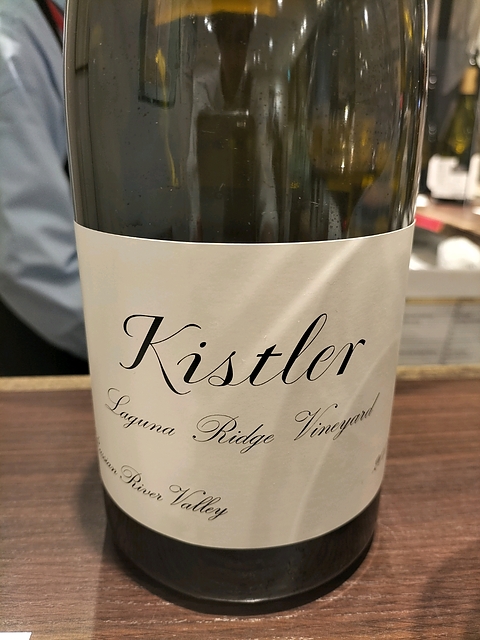 Kistler
Laguna Ridge Vineyard
River Valley